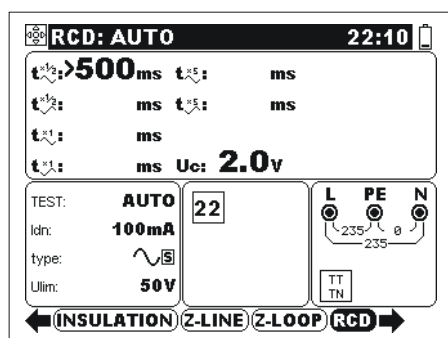 RCD: AUTO 22:10
t×½: >500ms t×5: ms
t×½: ms t×5: ms
t×1: ms
t×1: ms Uc: 2.0v
TEST: AUTO
Idn: 100mA
type: S
Ulim: 50V
22
L PE N
235 0
235
TT
TN
INSULATION Z-LINE Z-LOOP RCD